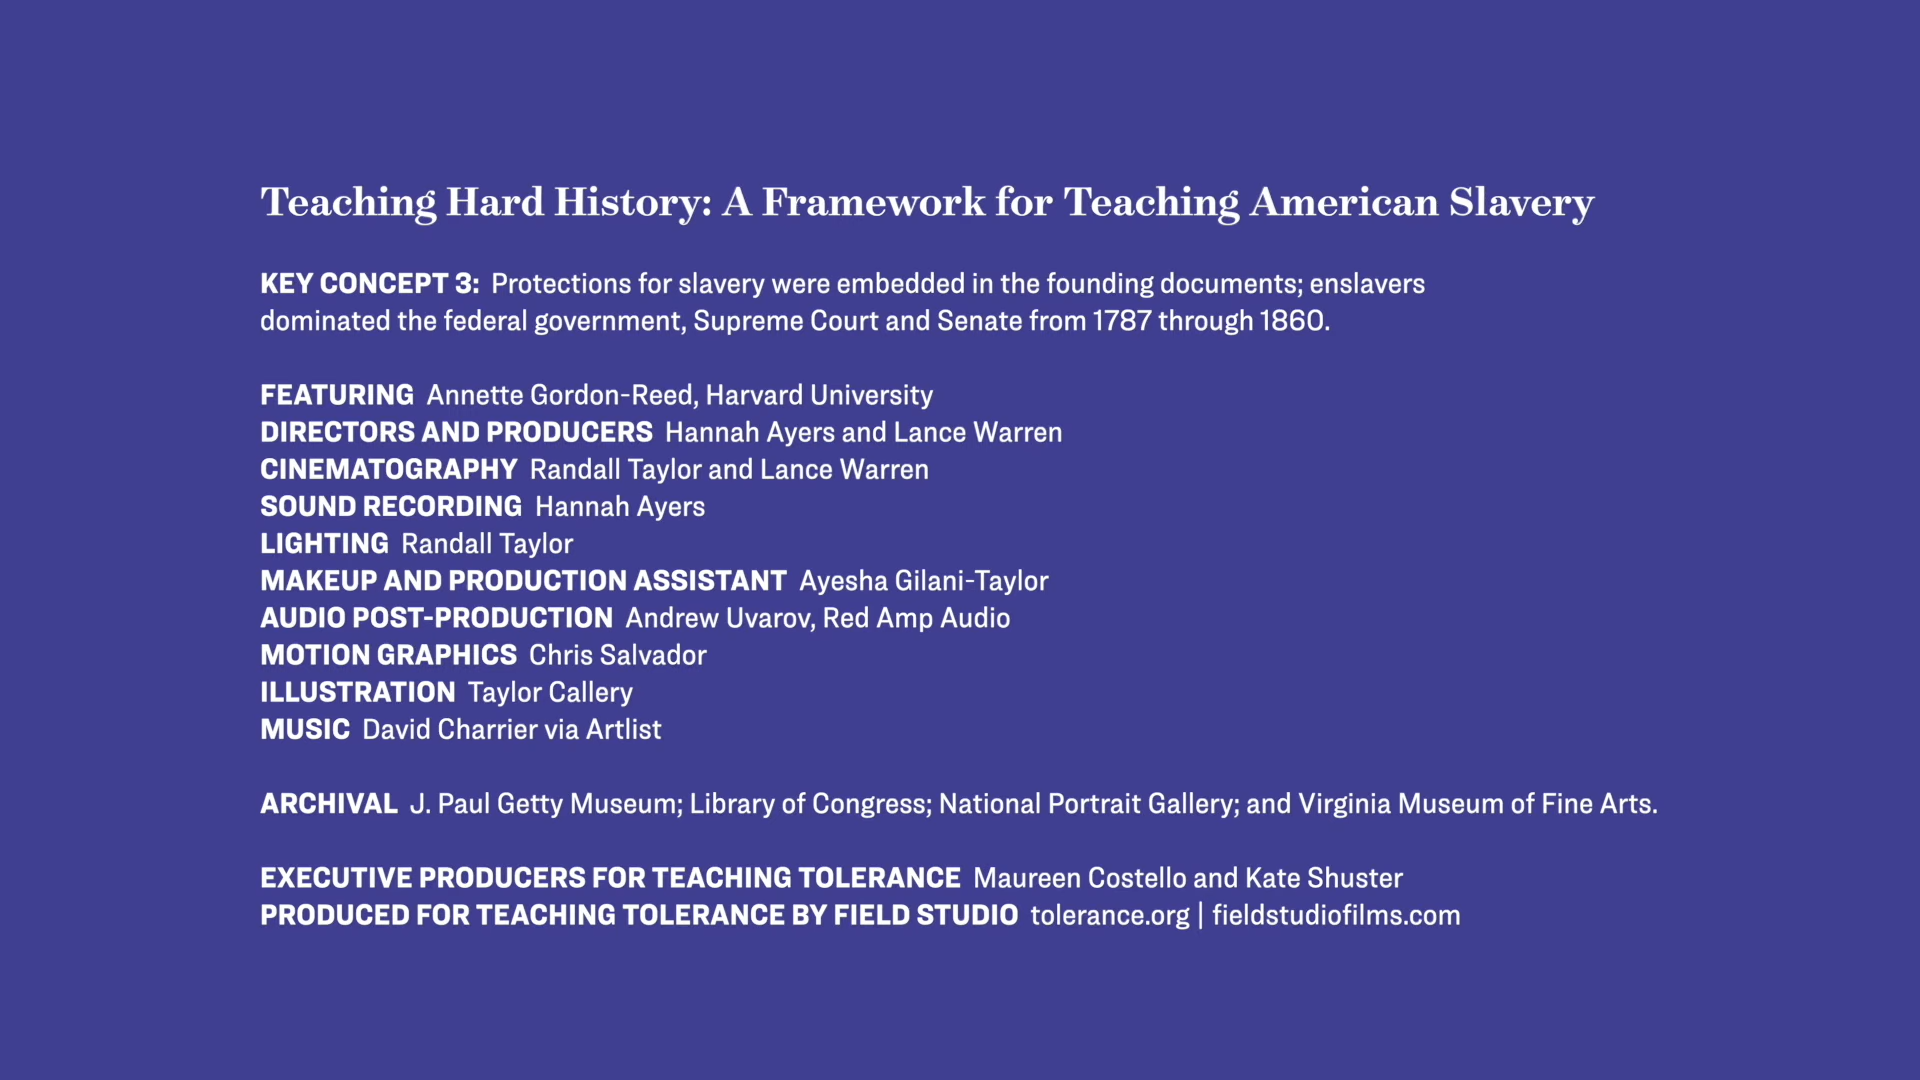 Teaching Hard History: A Framework for Teaching American Slavery
KEY CONCEPT 3: Protections for slavery were embedded in the founding documents; enslavers
dominated the federal government, Supreme Court and Senate from 1787 through 1860.
FEATURING Annette Gordon-Reed, Harvard University
DIRECTORS AND PRODUCERS Hannah Ayers and Lance Warren
CINEMATOGRAPHY Randall Taylor and Lance Warren
SOUND RECORDING Hannah Ayers
LIGHTING Randall Taylor
MAKEUP AND PRODUCTION ASSISTANT Ayesha Gilani-Taylor
AUDIO POST-PRODUCTION Andrew Uvarov, Red Amp Audio
MOTION GRAPHICS Chris Salvador
ILLUSTRATION Taylor Callery
MUSIC David Charrier via Artlist
ARCHIVAL J. Paul Getty Museum; Library of Congress; National Portrait Gallery; and Virginia Museum of Fine Arts.
EXECUTIVE PRODUCERS FOR TEACHING TOLERANCE Maureen Costello and Kate Shuster
PRODUCED FOR TEACHING TOLERANCE BY FIELD STUDIO tolerance.org | fieldstudiofilms.com